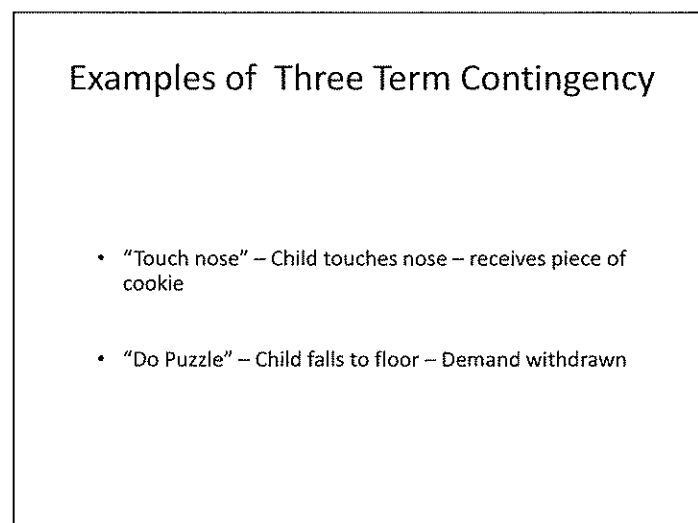 Examples of Three Term Contingency
• "Touch nose" – Child touches nose – receives piece of
cookie
• "Do Puzzle" – Child falls to floor – Demand withdrawn